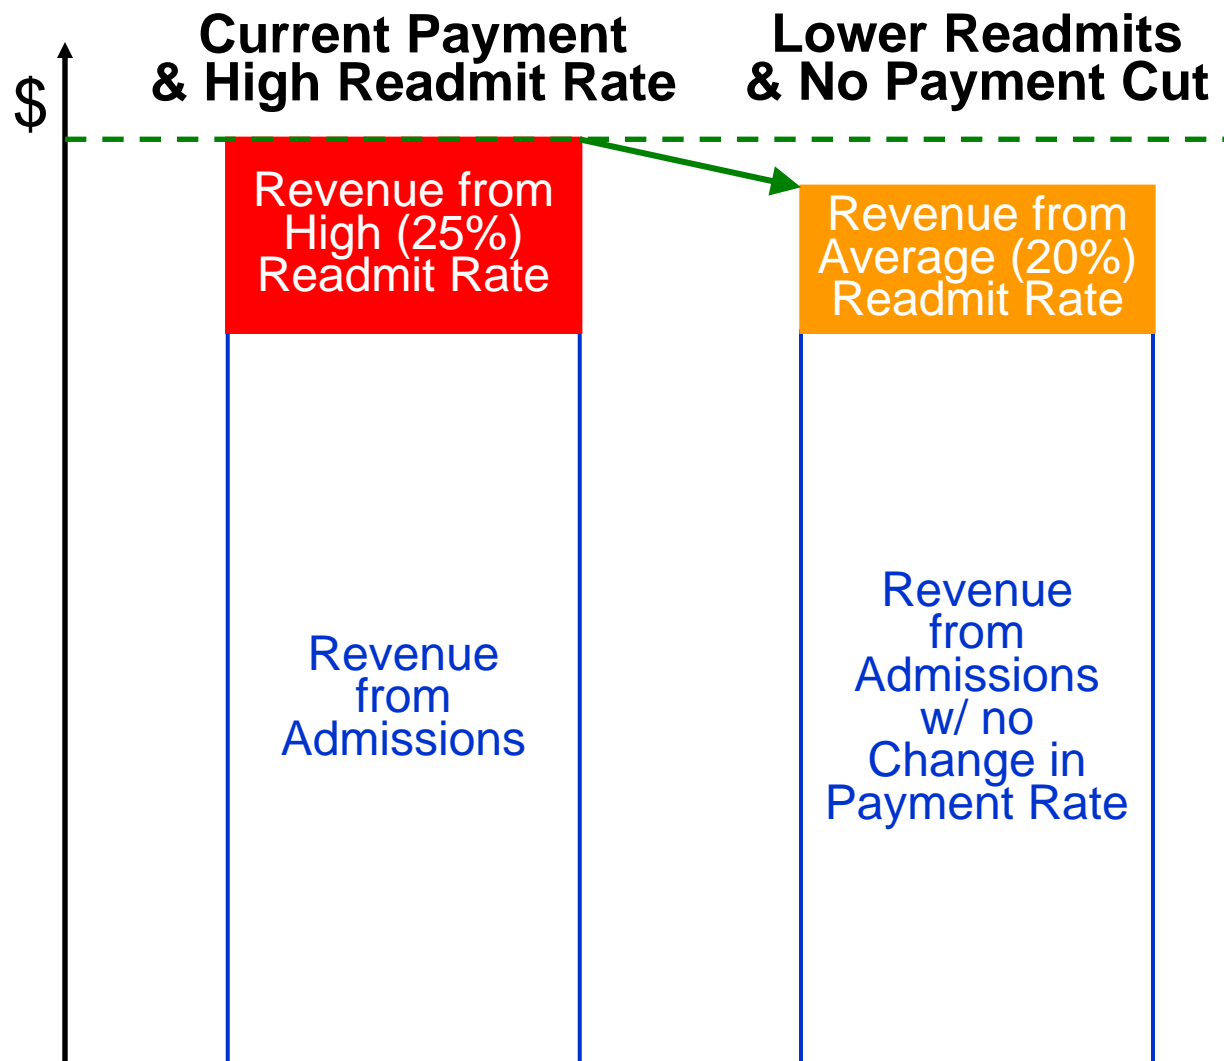 $
Current Payment
& High Readmit Rate
Lower Readmits
& No Payment Cut
Revenue from
High (25%)
Readmit Rate
Revenue from
Average (20%)
Readmit Rate
Revenue
from
Admissions
Revenue
from
Admissions
w/ no
Change in
Payment Rate